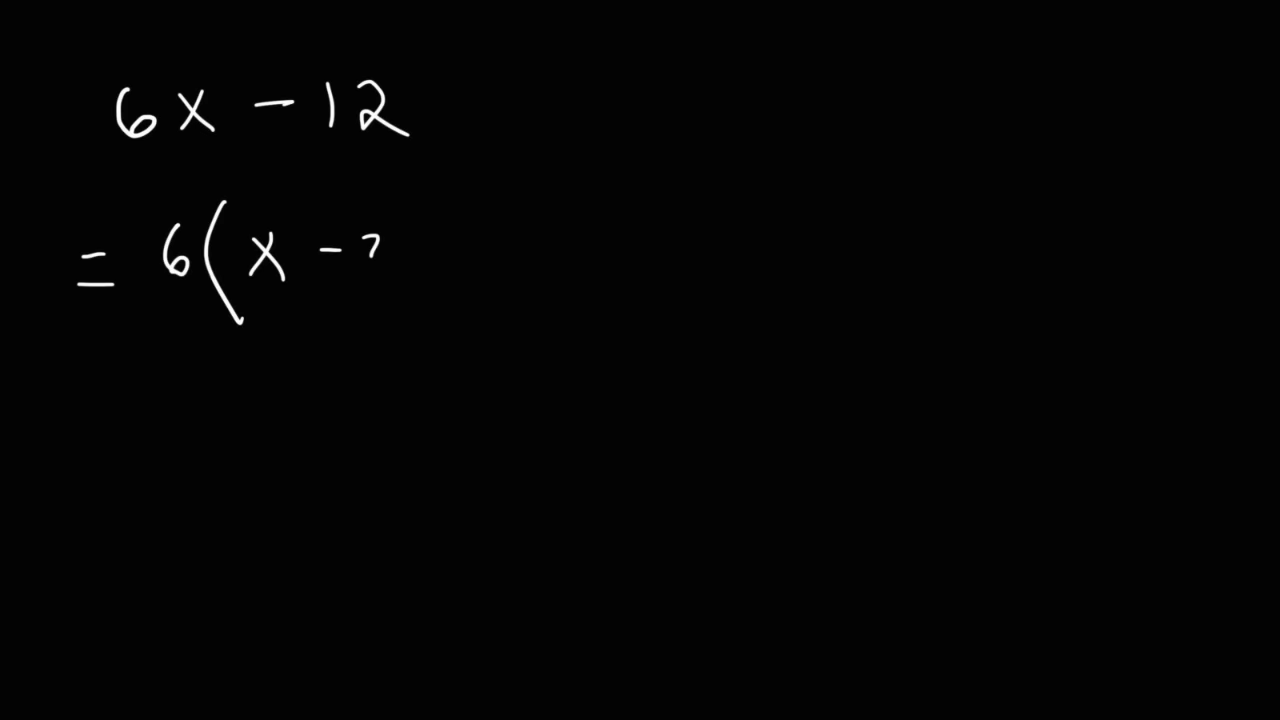 6x - 12
= 6(x -